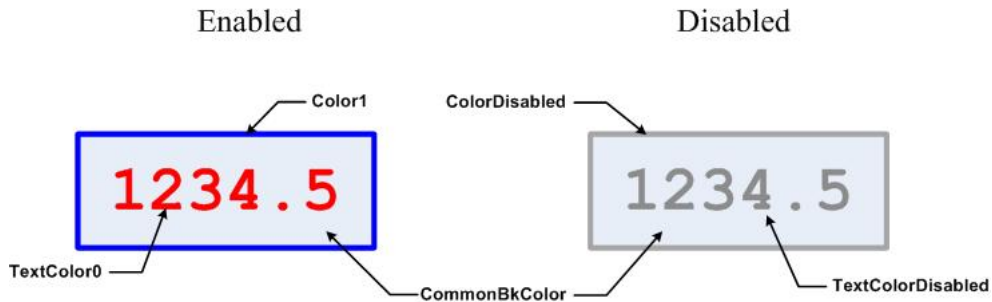 Enabled Disabled
Color1 ColorDisabled
1234.5 1234.5
TextColor0 CommonBkColor TextColorDisabled